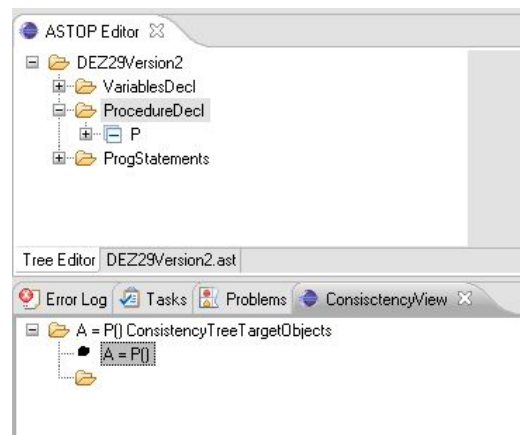 ASTOP Editor
DEZ29Version2
VariablesDecl
ProcedureDecl
P
ProgStatements
Tree Editor DEZ29Version2.ast
Error Log Tasks Problems ConsisctencyView
A = P() ConsistencyTreeTargetObjects
A = P()